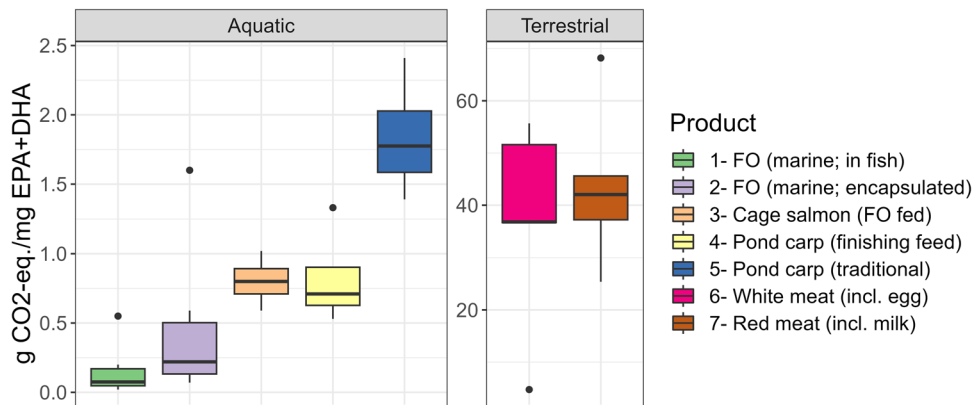 Aquatic
Terrestrial
g CO2-eq./mg EPA+DHA
2.5
2.0
1.5
1.0
0.5
0.0
60
40
20
Product
1- FO (marine; in fish)
2- FO (marine; encapsulated)
3- Cage salmon (FO fed)
4- Pond carp (finishing feed)
5- Pond carp (traditional)
6- White meat (incl. egg)
7- Red meat (incl. milk)